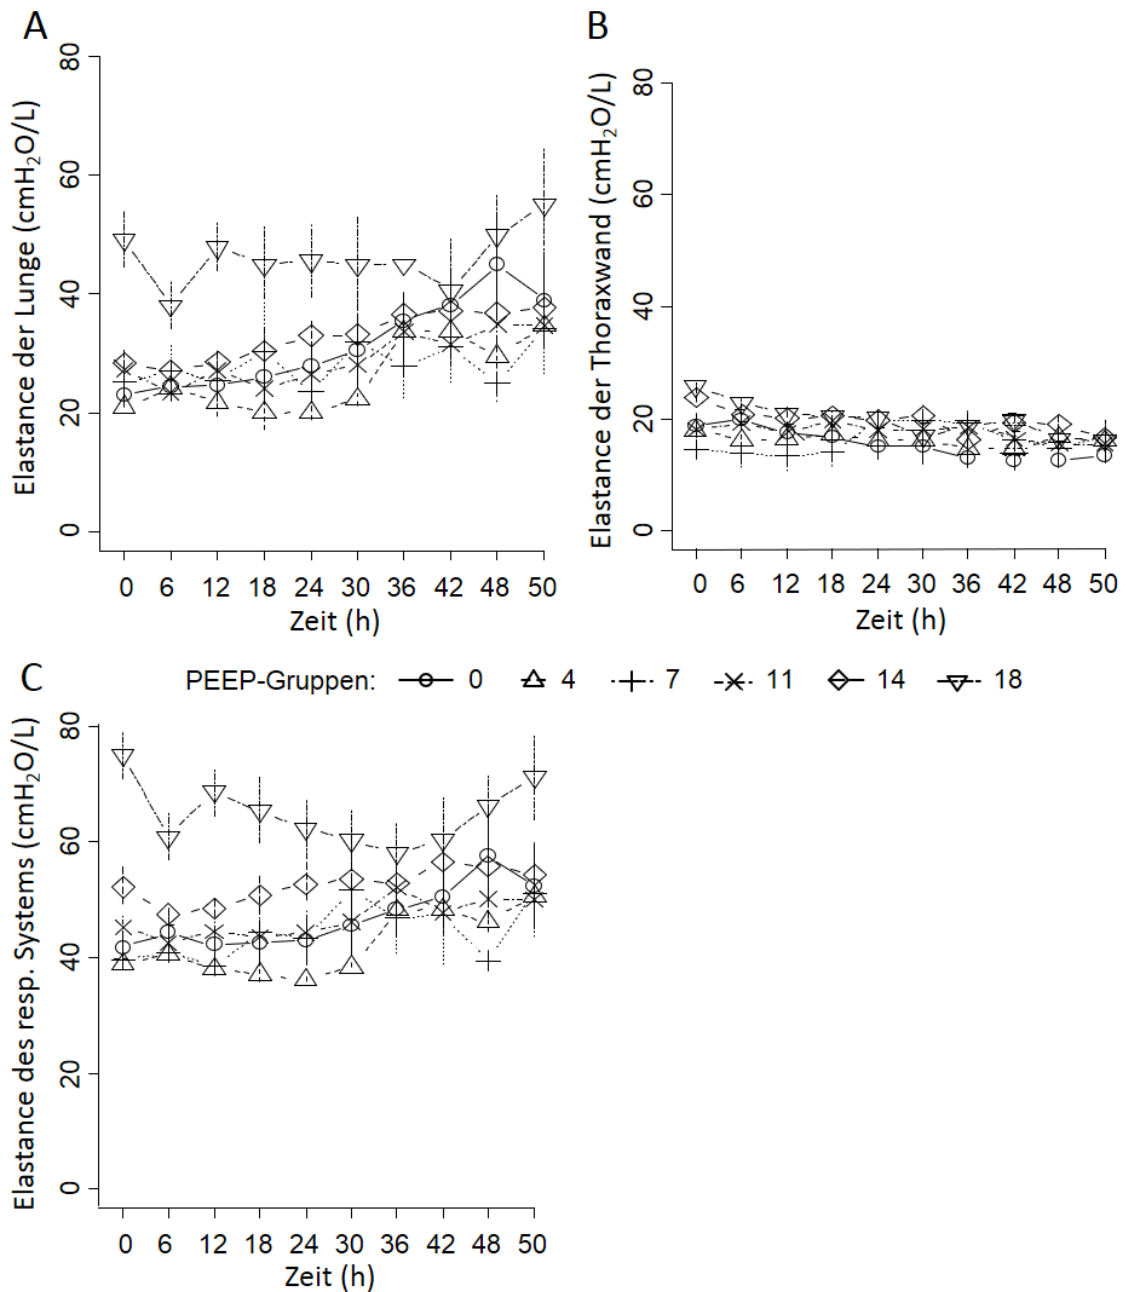 A
Elastance der Lunge (cmH₂O/L)
80
60
40
20
0
0 6 12 18 24 30 36 42 48 50
Zeit (h)
B
Elastance der Thoraxwand (cmH₂O/L)
80
60
40
20
0
0 6 12 18 24 30 36 42 48 50
Zeit (h)
PEEP-Gruppen: 0 4 7 11 14 18
C
Elastance des resp. Systems (cmH₂O/L)
80
60
40
20
0
0 6 12 18 24 30 36 42 48 50
Zeit (h)